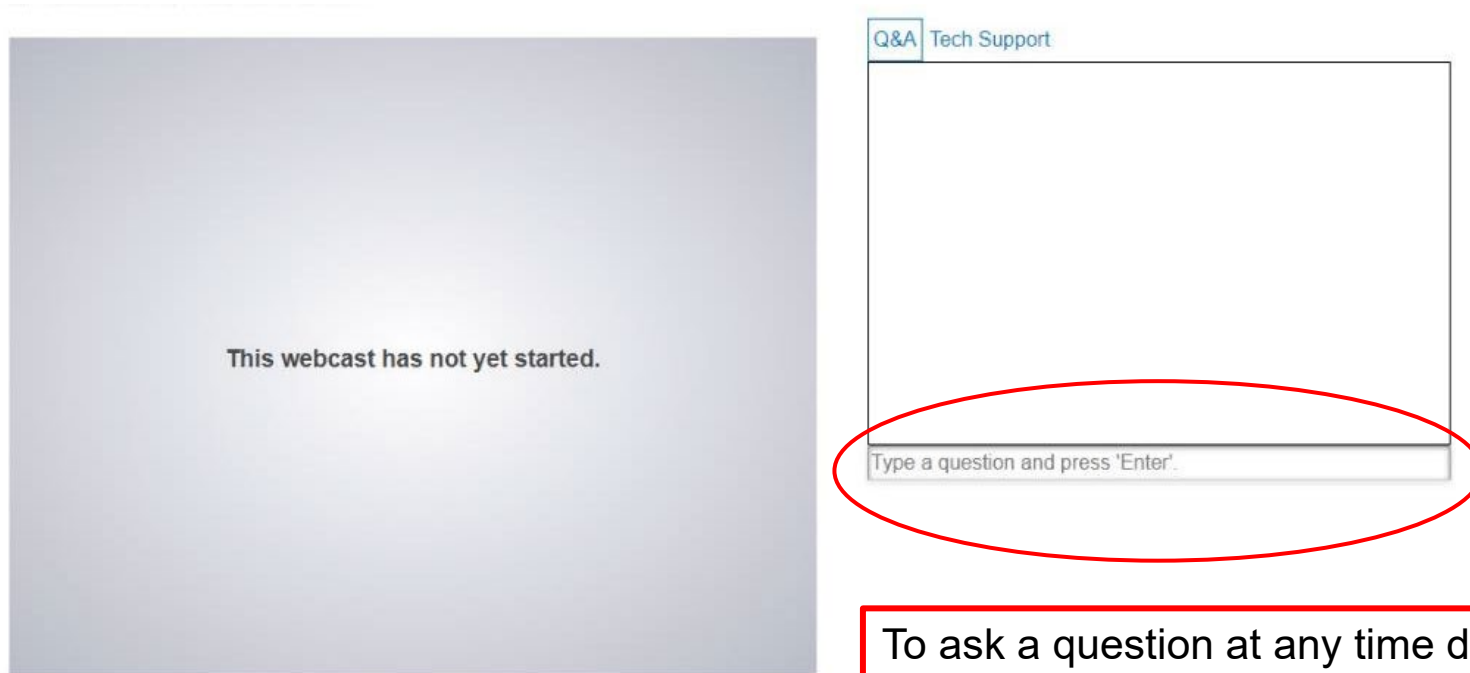 Q&A Tech Support
This webcast has not yet started.
Type a question and press 'Enter'.
To ask a question at any time d